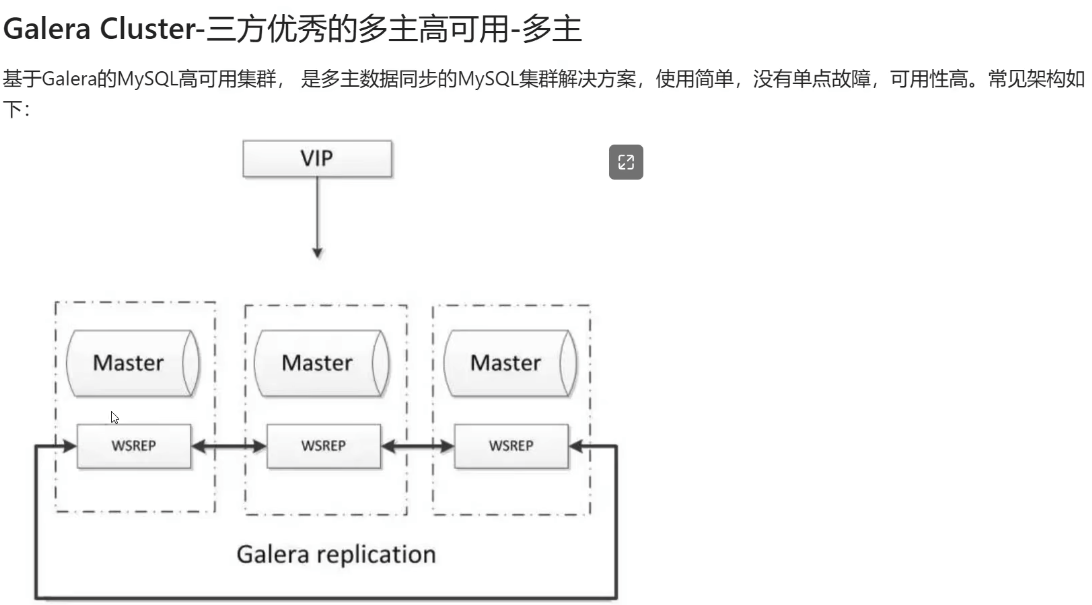 Galera Cluster-三方优秀的多主高可用-多主
基于Galera的MySQL高可用集群， 是多主数据同步的MySQL集群解决方案，使用简单，没有单点故障，可用性高。常见架构如
下：
VIP
Master
Master
Master
WSREP
WSREP
WSREP
Galera replication